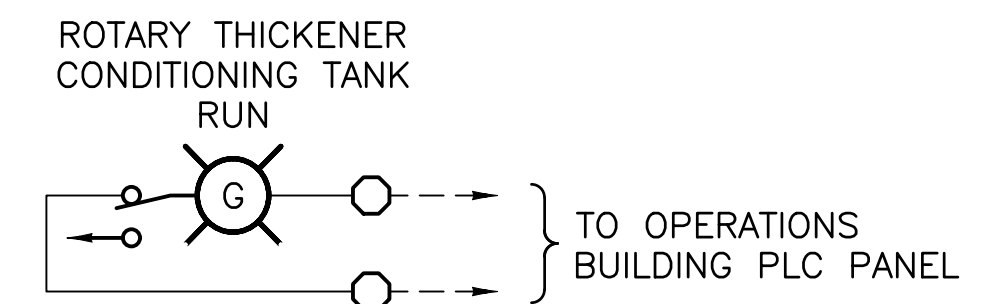 ROTARY THICKENER
CONDITIONING TANK
RUN
G
TO OPERATIONS
BUILDING PLC PANEL